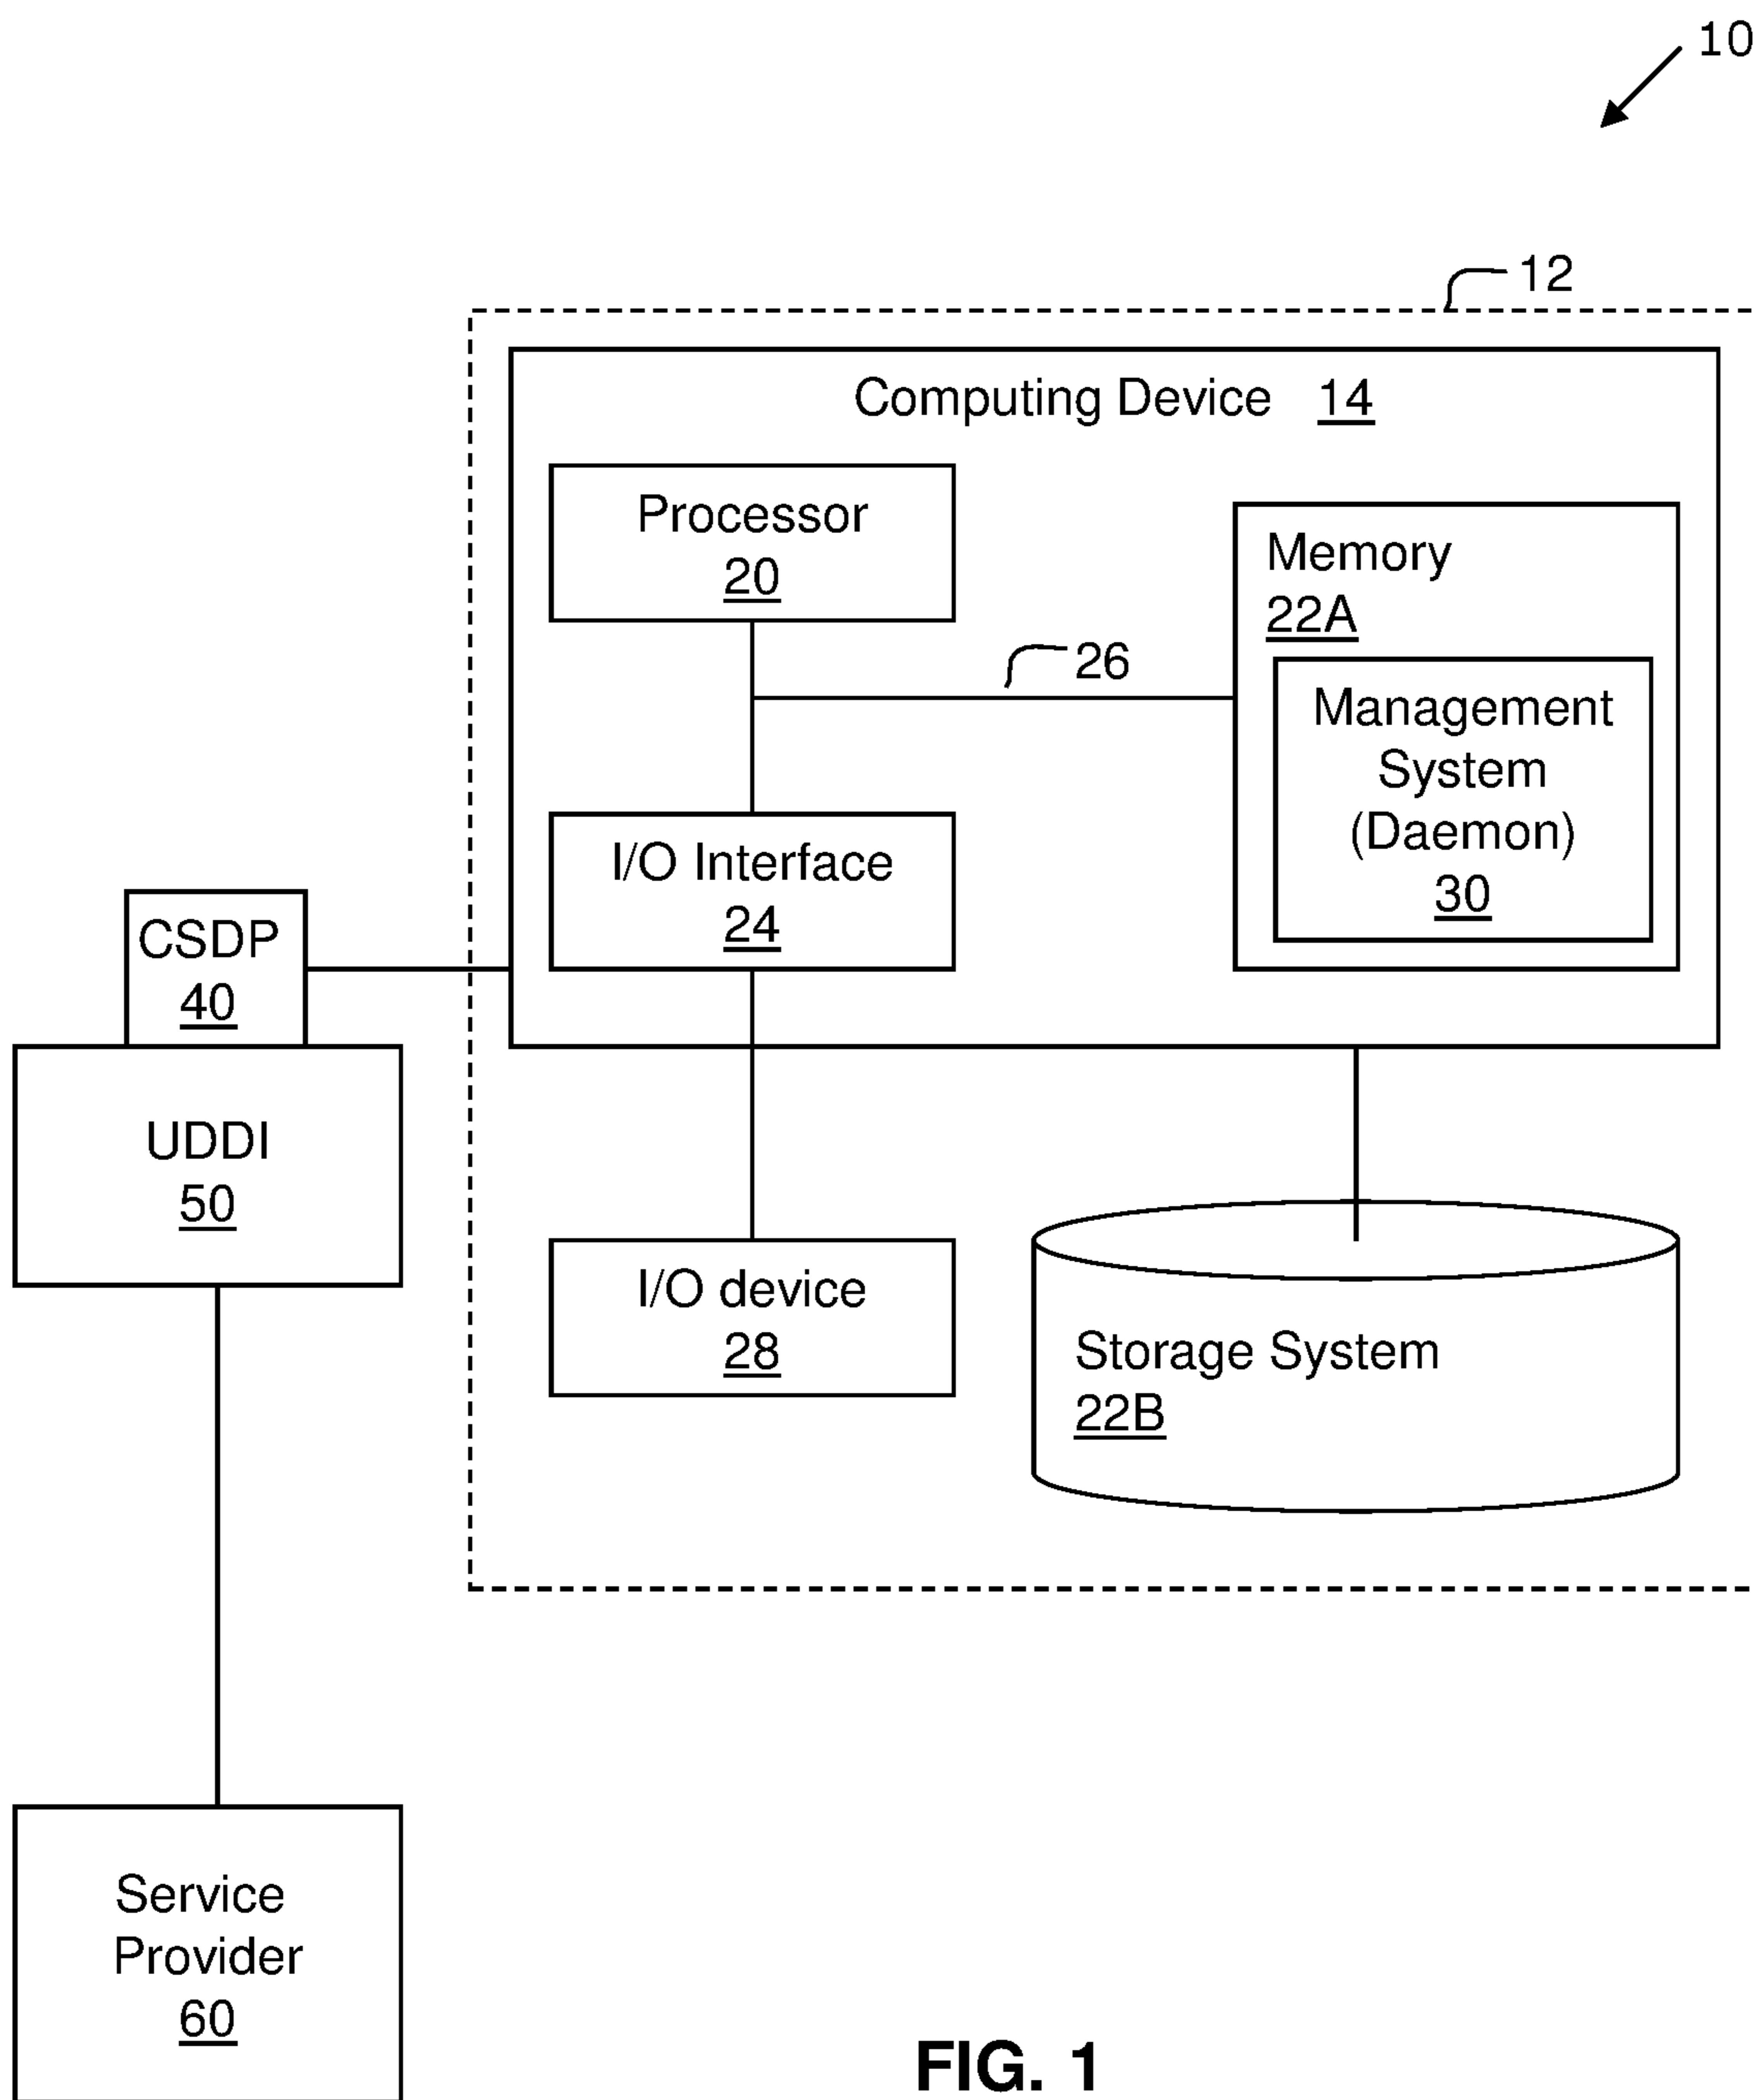 10
12
Computing Device 14
Processor
20
Memory
22A
26
Management
System
(Daemon)
30
I/O Interface
24
CSDP
40
UDDI
50
I/O device
28
Storage System
22B
Service
Provider
60
FIG. 1